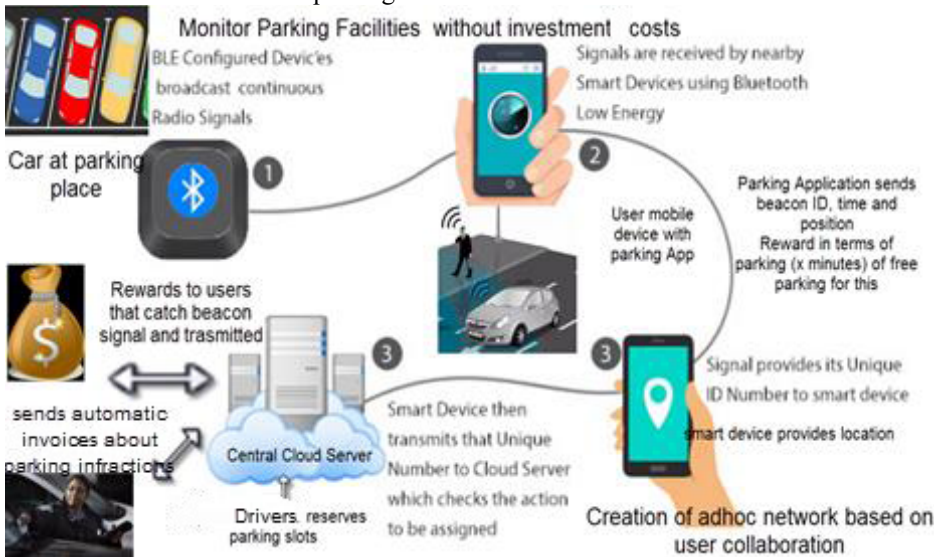 Monitor Parking Facilities without investment costs
BLE Configured Devic'es
broadcast continuous
Radio Signals
Car at parking
place
1
Signals are received by nearby
Smart Devices using Bluetooth
Low Energy
2
User mobile
device with
parking App
Parking Application sends
beacon ID, time and
position
Reward in terms of
parking (x minutes) of free
parking for this
Rewards to users
that catch beacon
signal and trasmitted
$
3
3
Signal provides its Unique
ID Number to smart device
smart device provides location
Smart Device then
transmits that Unique
Number to Cloud Server
which checks the action
to be assigned
sends automatic
invoices about
parking infractions
Central Cloud Server
Drivers. reserves
parking slots
Creation of adhoc network based on
user collaboration